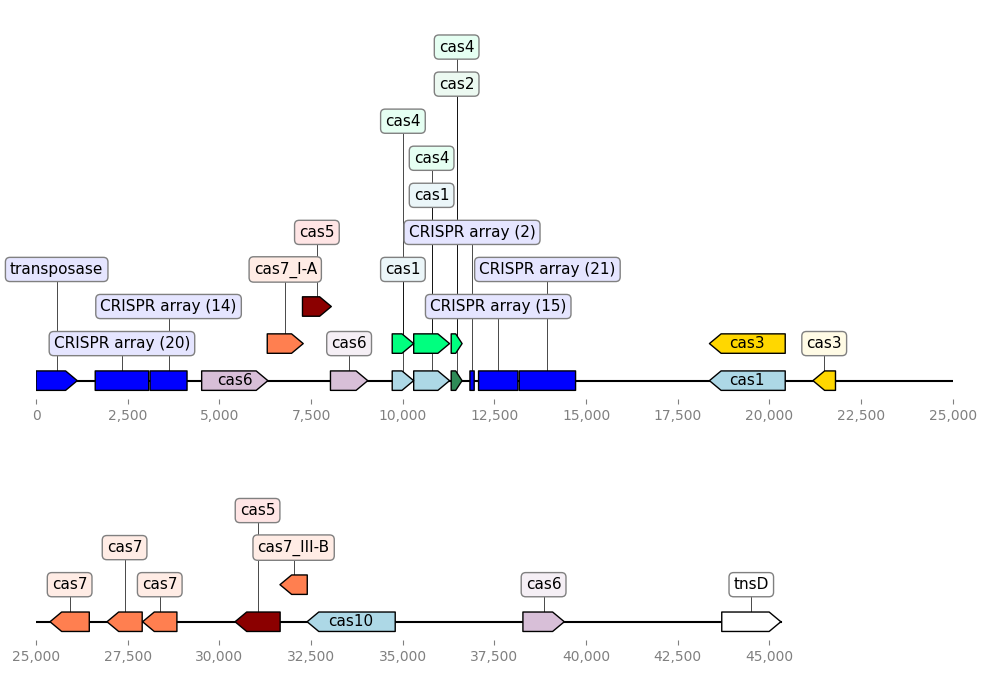 cas4
cas2
cas4
cas4
cas1
cas5
CRISPR array (2)
transposase
cas7_I-A
cas1
CRISPR array (21)
CRISPR array (14)
CRISPR array (15)
CRISPR array (20)
cas6
cas3
cas3
cas6
cas1
0 2,500 5,000 7,500 10,000 12,500 15,000 17,500 20,000 22,500 25,000
cas5
cas7
cas7_III-B
cas7
cas7
cas6
tnsD
cas10
25,000 27,500 30,000 32,500 35,000 37,500 40,000 42,500 45,000